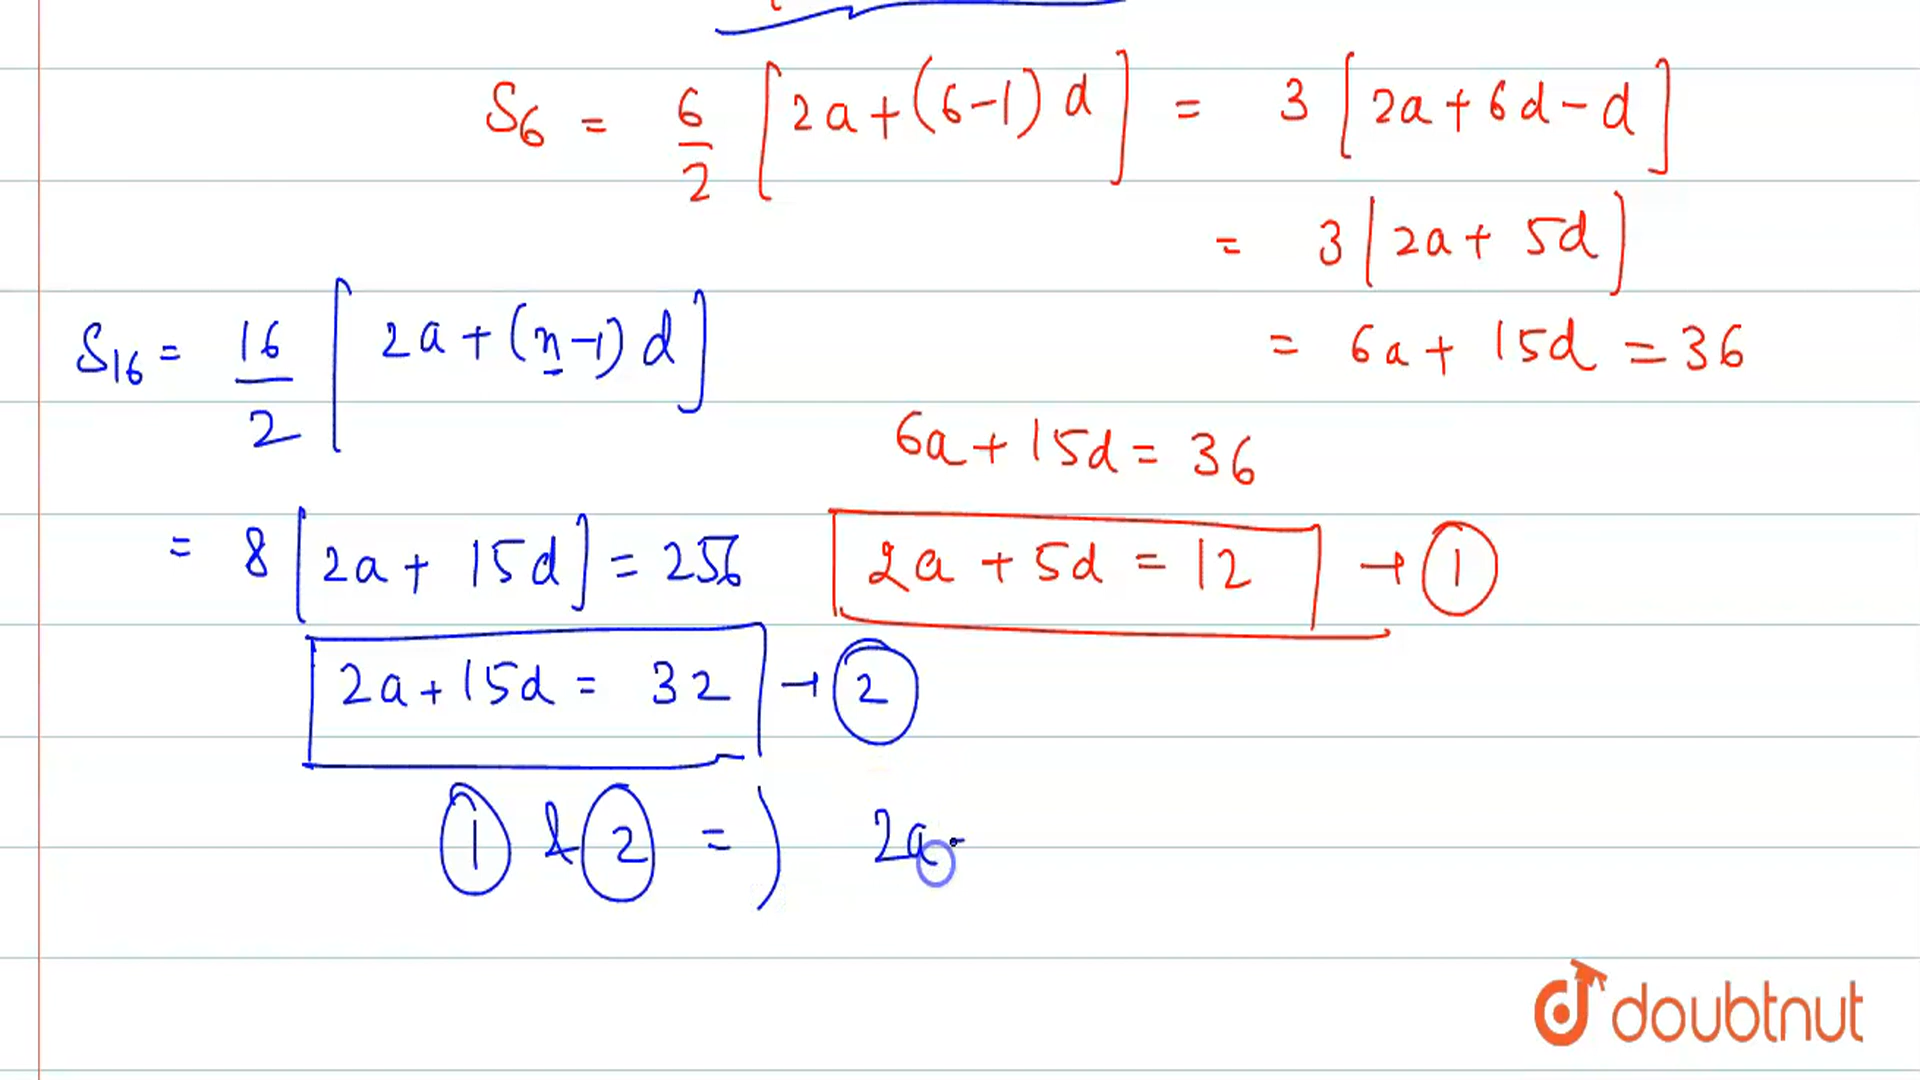 S6 = 6/2 [2a+(6-1)d] = 3[2a+6d-d]
= 3[2a+5d]
= 6a+15d=36
S16= 16/2 [2a+(n-1)d]
6a+15d=36
= 8[2a+15d]=256
2a+5d=12 → 1
2a+15d= 32 → 2
1 & 2 =) 2a
doubtnut